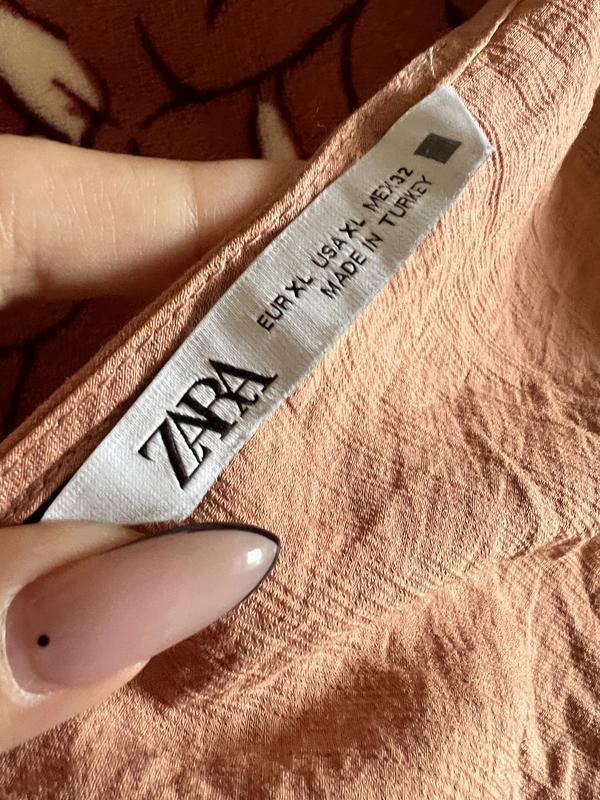 ZARA
EUR XL USA XL MEX 32
MADE IN TURKEY